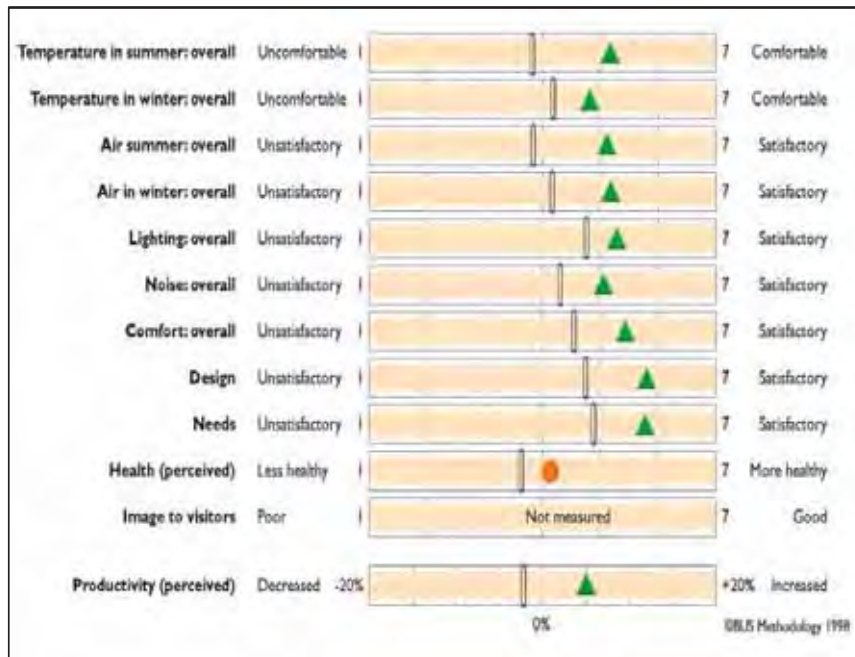 Temperature in summer: overall Uncomfortable 1 7 Comfortable
Temperature in winter: overall Uncomfortable 1 7 Comfortable
Air summer: overall Unsatisfactory 1 7 Satisfactory
Air in winter: overall Unsatisfactory 1 7 Satisfactory
Lighting: overall Unsatisfactory 1 7 Satisfactory
Noise: overall Unsatisfactory 1 7 Satisfactory
Comfort: overall Unsatisfactory 1 7 Satisfactory
Design Unsatisfactory 1 7 Satisfactory
Needs Unsatisfactory 1 7 Satisfactory
Health (perceived) Less healthy 1 7 More healthy
Image to visitors Poor 1 Not measured 7 Good
Productivity (perceived) Decreased -20% +20% Increased
0% ©BUS Methodology 1998